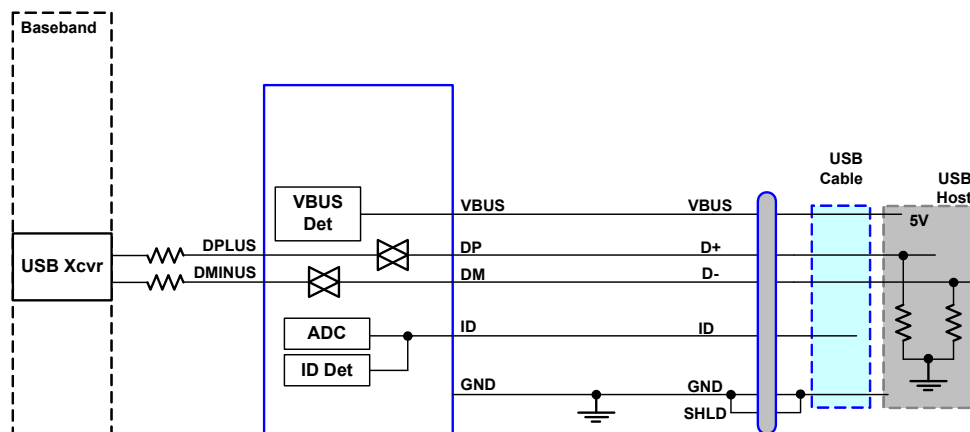 Baseband
USB
Cable
USB
Host
VBUS
Det
VBUS
VBUS
5V
USB Xcvr
DPLUS
DP
D+
DMINUS
DM
D-
ADC
ID
ID
ID Det
GND
GND
SHLD